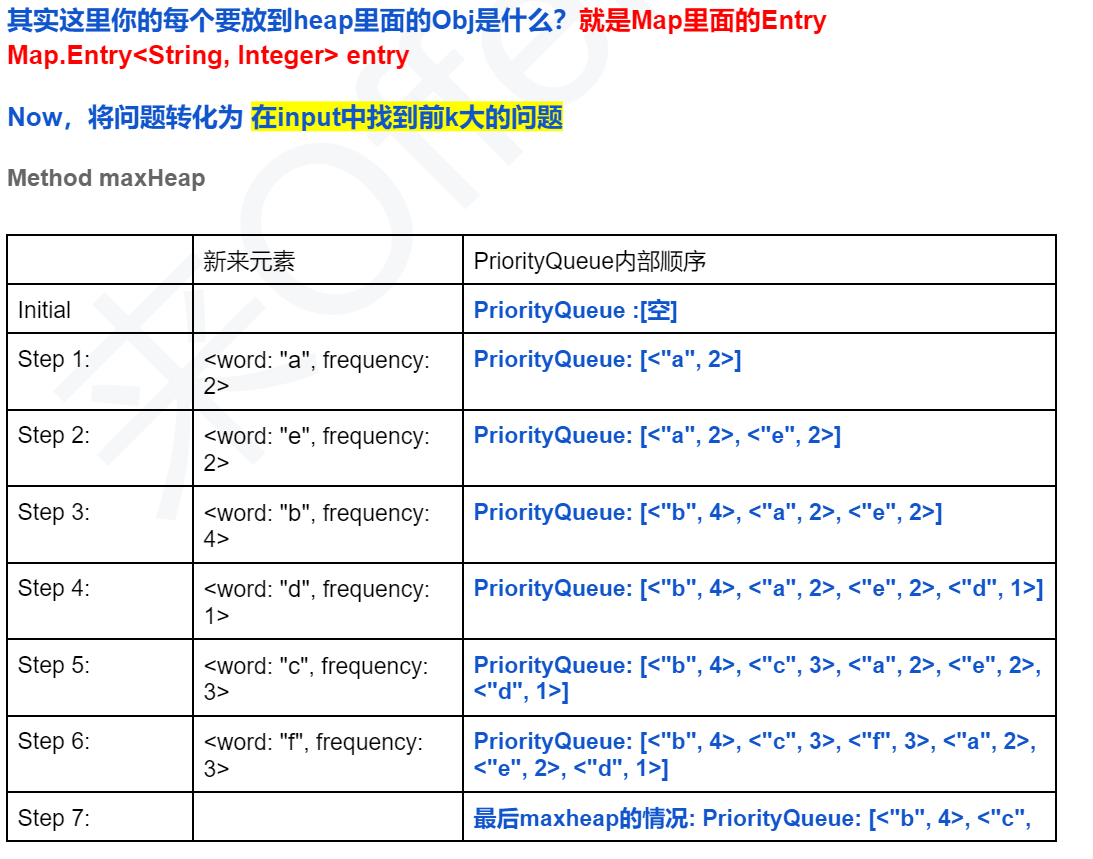 其实这里你的每个要放到heap里面的Obj是什么？就是Map里面的Entry
Map.Entry<String, Integer> entry
Now，将问题转化为 在input中找到前k大的问题
Method maxHeap
新来元素 PriorityQueue内部顺序
Initial PriorityQueue :[空]
Step 1: <word: "a", frequency: PriorityQueue: [<"a", 2>]
2>
Step 2: <word: "e", frequency: PriorityQueue: [<"a", 2>, <"e", 2>]
2>
Step 3: <word: "b", frequency: PriorityQueue: [<"b", 4>, <"a", 2>, <"e", 2>]
4>
Step 4: <word: "d", frequency: PriorityQueue: [<"b", 4>, <"a", 2>, <"e", 2>, <"d", 1>]
1>
Step 5: <word: "c", frequency: PriorityQueue: [<"b", 4>, <"c", 3>, <"a", 2>, <"e", 2>,
3> <"d", 1>]
Step 6: <word: "f", frequency: PriorityQueue: [<"b", 4>, <"c", 3>, <"f", 3>, <"a", 2>,
3> <"e", 2>, <"d", 1>]
Step 7: 最后maxheap的情况: PriorityQueue: [<"b", 4>, <"c",
来Offe